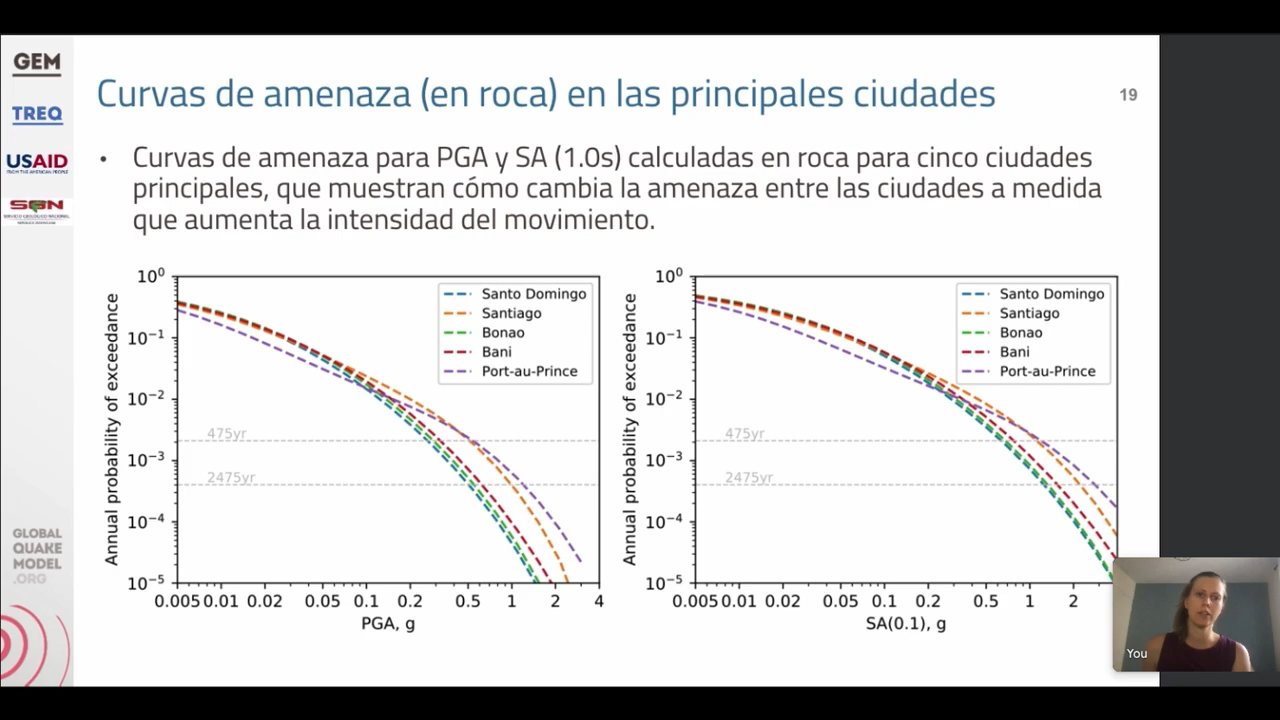 GEM
TREQ
USAID
FROM THE AMERICAN PEOPLE
SGN
SERVICIO GEOLÓGICO NACIONAL
GLOBAL
QUAKE
MODEL
.ORG
Curvas de amenaza (en roca) en las principales ciudades
19
• Curvas de amenaza para PGA y SA (1.0s) calculadas en roca para cinco ciudades
principales, que muestran cómo cambia la amenaza entre las ciudades a medida
que aumenta la intensidad del movimiento.
Annual probability of exceedance
10⁰
10⁻¹
10⁻²
10⁻³
10⁻⁴
10⁻⁵
Santo Domingo
Santiago
Bonao
Bani
Port-au-Prince
475yr
2475yr
0.005 0.01 0.02 0.05 0.1 0.2 0.5 1 2 4
PGA, g
Annual probability of exceedance
10⁰
10⁻¹
10⁻²
10⁻³
10⁻⁴
10⁻⁵
Santo Domingo
Santiago
Bonao
Bani
Port-au-Prince
475yr
2475yr
0.005 0.01 0.02 0.05 0.1 0.2 0.5 1 2
SA(0.1), g
You